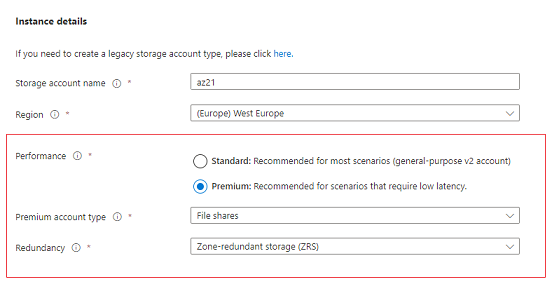 Instance details
If you need to create a legacy storage account type, please click here.
Storage account name * az21
Region * (Europe) West Europe
Performance * Standard: Recommended for most scenarios (general-purpose v2 account)
Premium: Recommended for scenarios that require low latency.
Premium account type * File shares
Redundancy * Zone-redundant storage (ZRS)